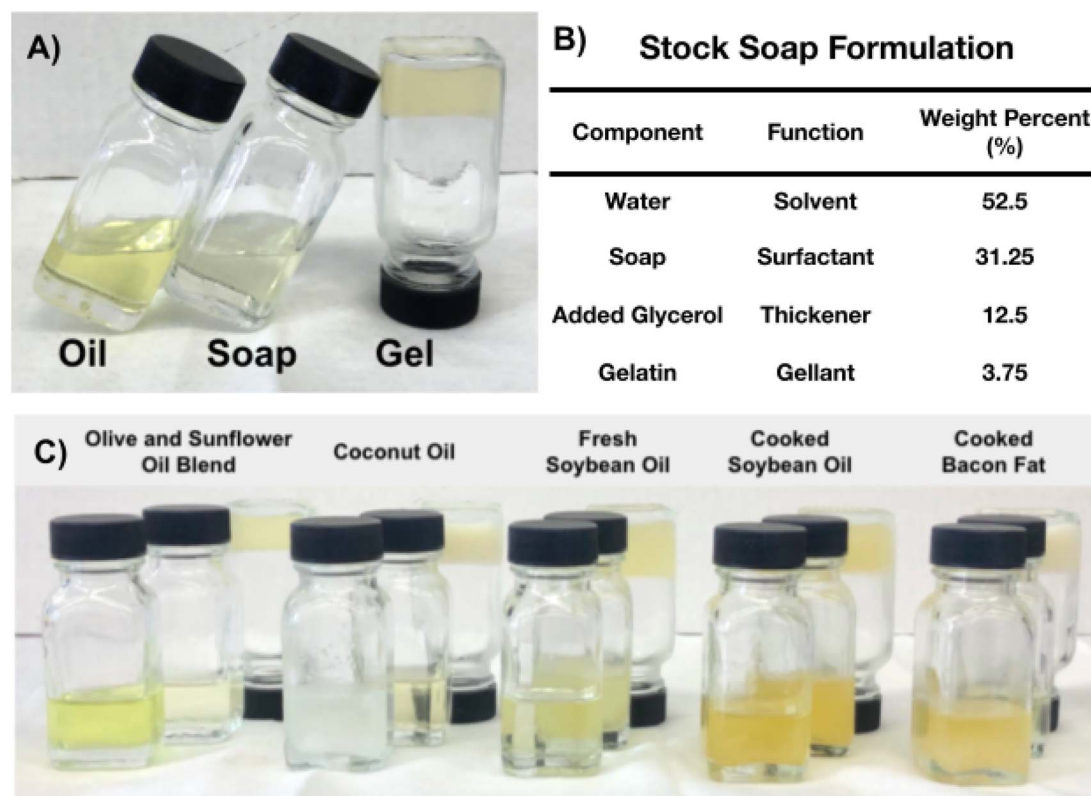 A)
Oil Soap Gel
B) Stock Soap Formulation
Component Function Weight Percent
(%)
Water Solvent 52.5
Soap Surfactant 31.25
Added Glycerol Thickener 12.5
Gelatin Gellant 3.75
C)
Olive and Sunflower
Oil Blend
Coconut Oil
Fresh
Soybean Oil
Cooked
Soybean Oil
Cooked
Bacon Fat